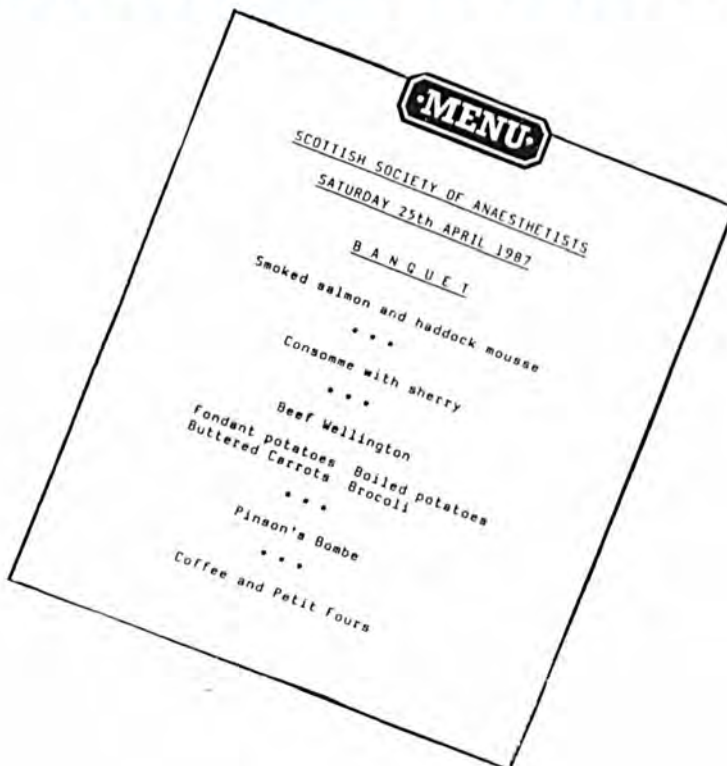 ·MENU·
SCOTTISH SOCIETY OF ANAESTHETISTS
SATURDAY 25th APRIL 1987
B A N Q U E T
Smoked salmon and haddock mousse
* * *
Consomme with sherry
* * *
Beef Wellington
Fondant potatoes Boiled potatoes
Buttered Carrots Brocoli
* * *
Pinson's Bombe
* * *
Coffee and Petit Fours